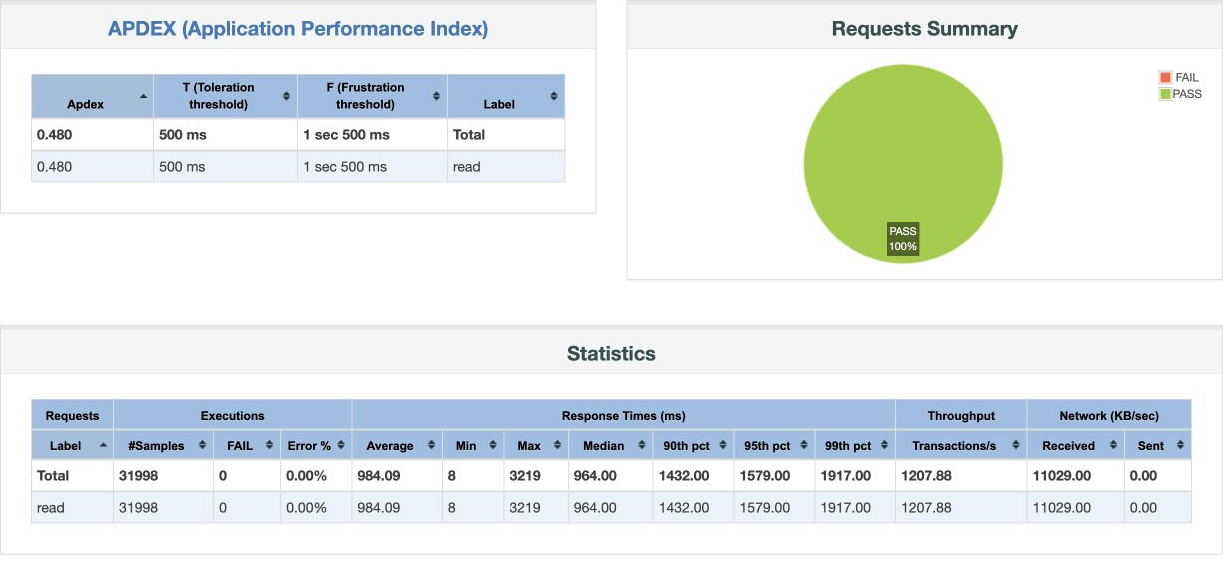 APDEX (Application Performance Index)
Apdex T (Toleration threshold) F (Frustration threshold) Label
0.480 500 ms 1 sec 500 ms Total
0.480 500 ms 1 sec 500 ms read
Requests Summary
FAIL
PASS
PASS
100%
Statistics
Requests Executions Response Times (ms) Throughput Network (KB/sec)
Label #Samples FAIL Error % Average Min Max Median 90th pct 95th pct 99th pct Transactions/s Received Sent
Total 31998 0 0.00% 984.09 8 3219 964.00 1432.00 1579.00 1917.00 1207.88 11029.00 0.00
read 31998 0 0.00% 984.09 8 3219 964.00 1432.00 1579.00 1917.00 1207.88 11029.00 0.00